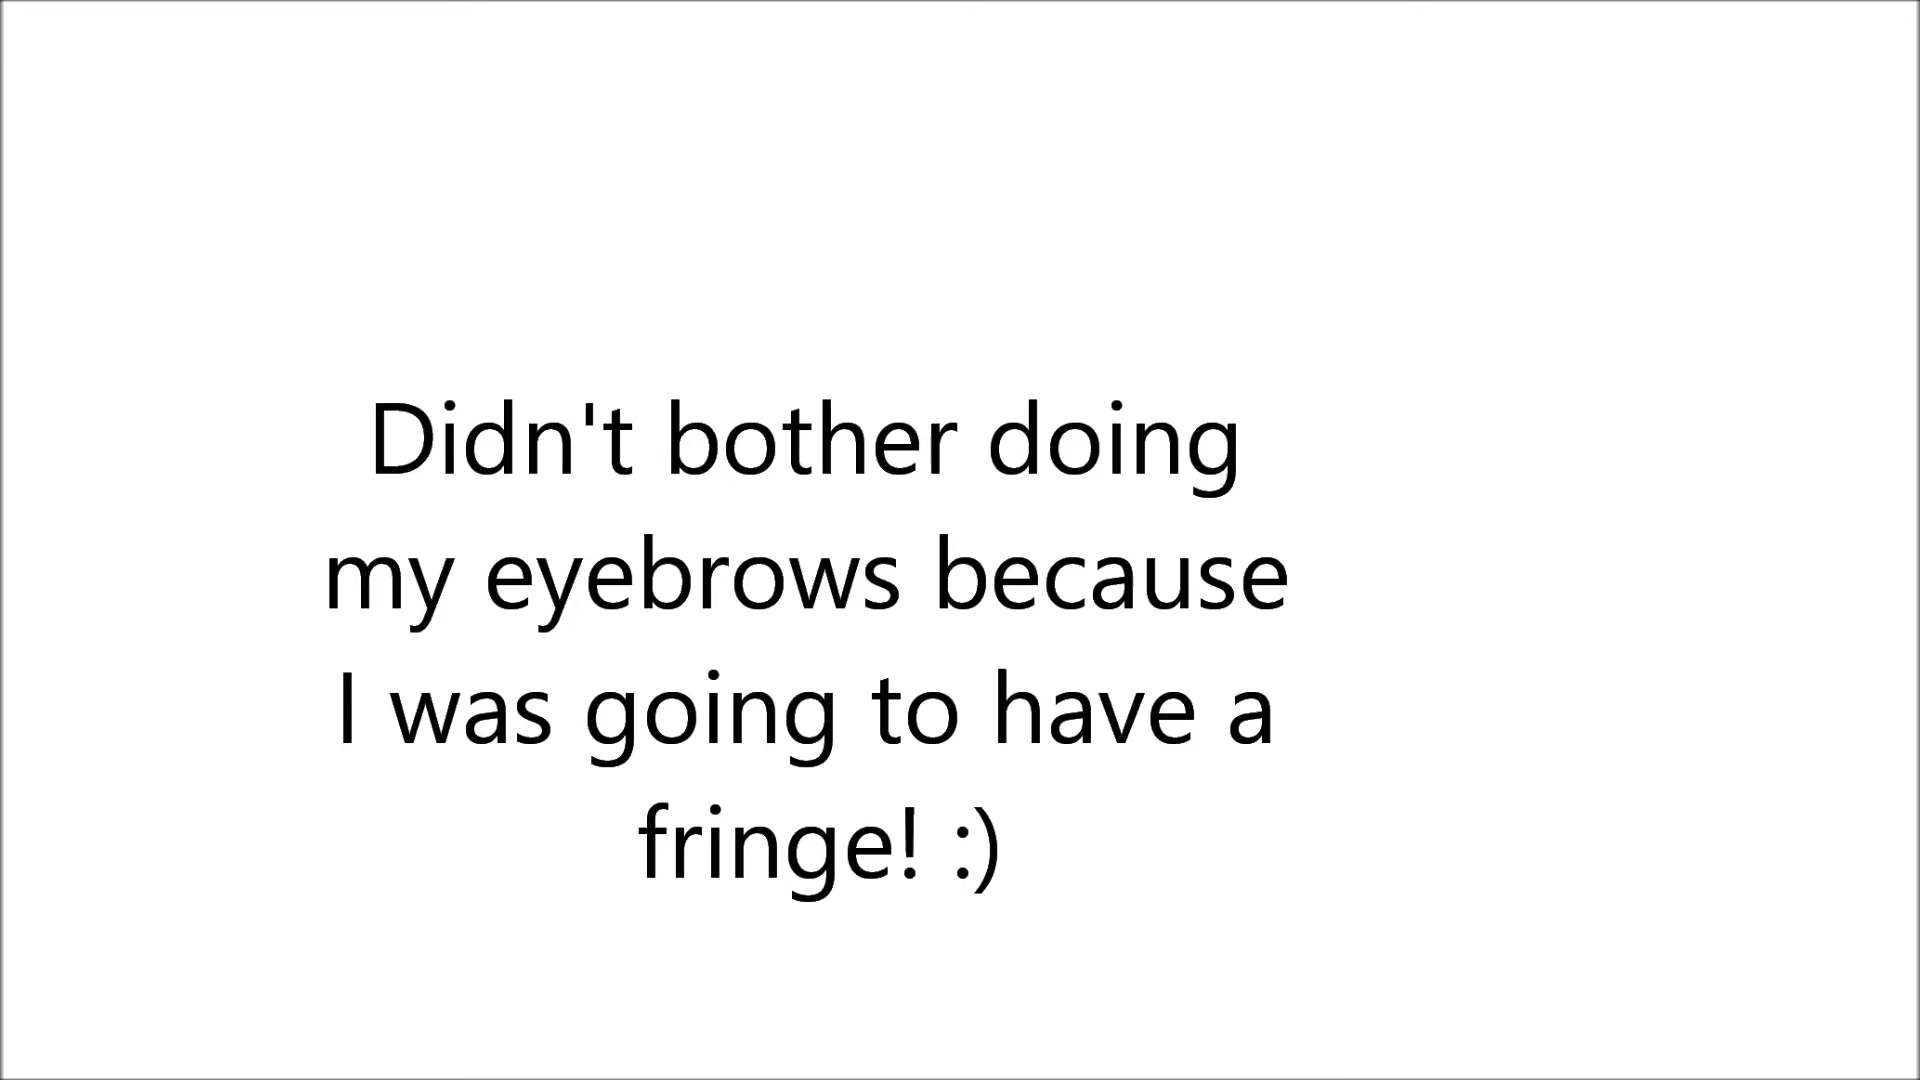 Didn't bother doing
my eyebrows because
I was going to have a
fringe! :)